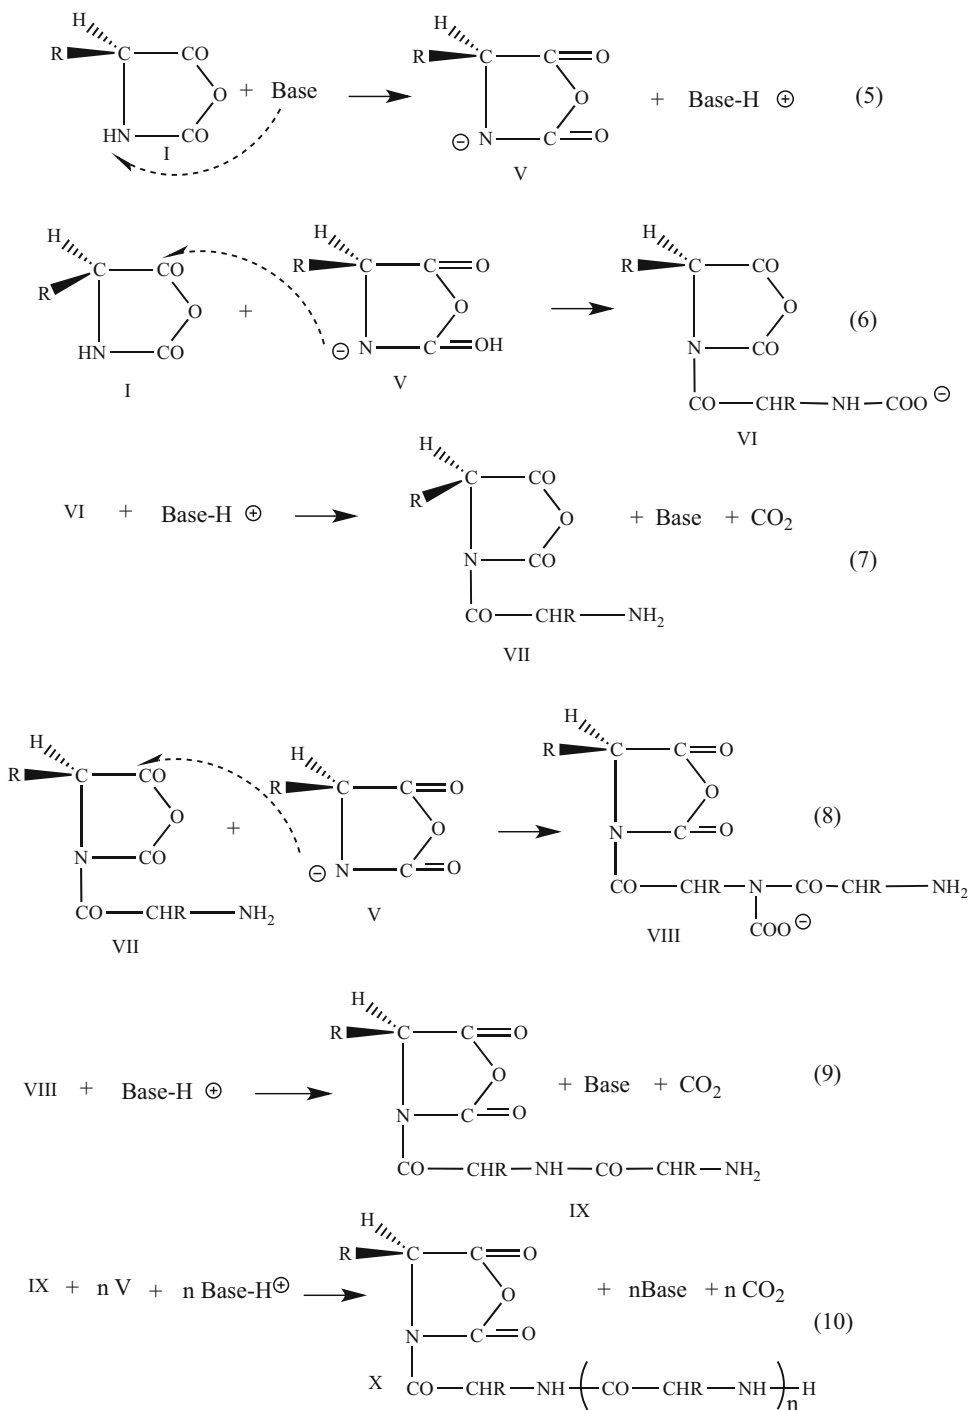 H H
R C CO R C C O
O + Base O + Base-H ⊕ (5)
HN CO ⊖ N C O
I V
H H H
R C CO R C C O R C CO
O + O O (6)
HN CO ⊖ N C OH N CO
I V CO CHR NH COO ⊖
VI
H
R C CO
VI + Base-H ⊕ O + Base + CO2
N CO (7)
CO CHR NH2
VII
H H H
R C CO R C C O R C C O
O + O O (8)
N CO ⊖ N C O N C O
CO CHR NH2 V CO CHR N CO CHR NH2
VII VIII COO ⊖
H
R C C O
VIII + Base-H ⊕ O + Base + CO2 (9)
N C O
CO CHR NH CO CHR NH2
IX
H
R C C O
IX + n V + n Base-H ⊕ O + nBase + n CO2
N C O (10)
X CO CHR NH ( CO CHR NH )n H